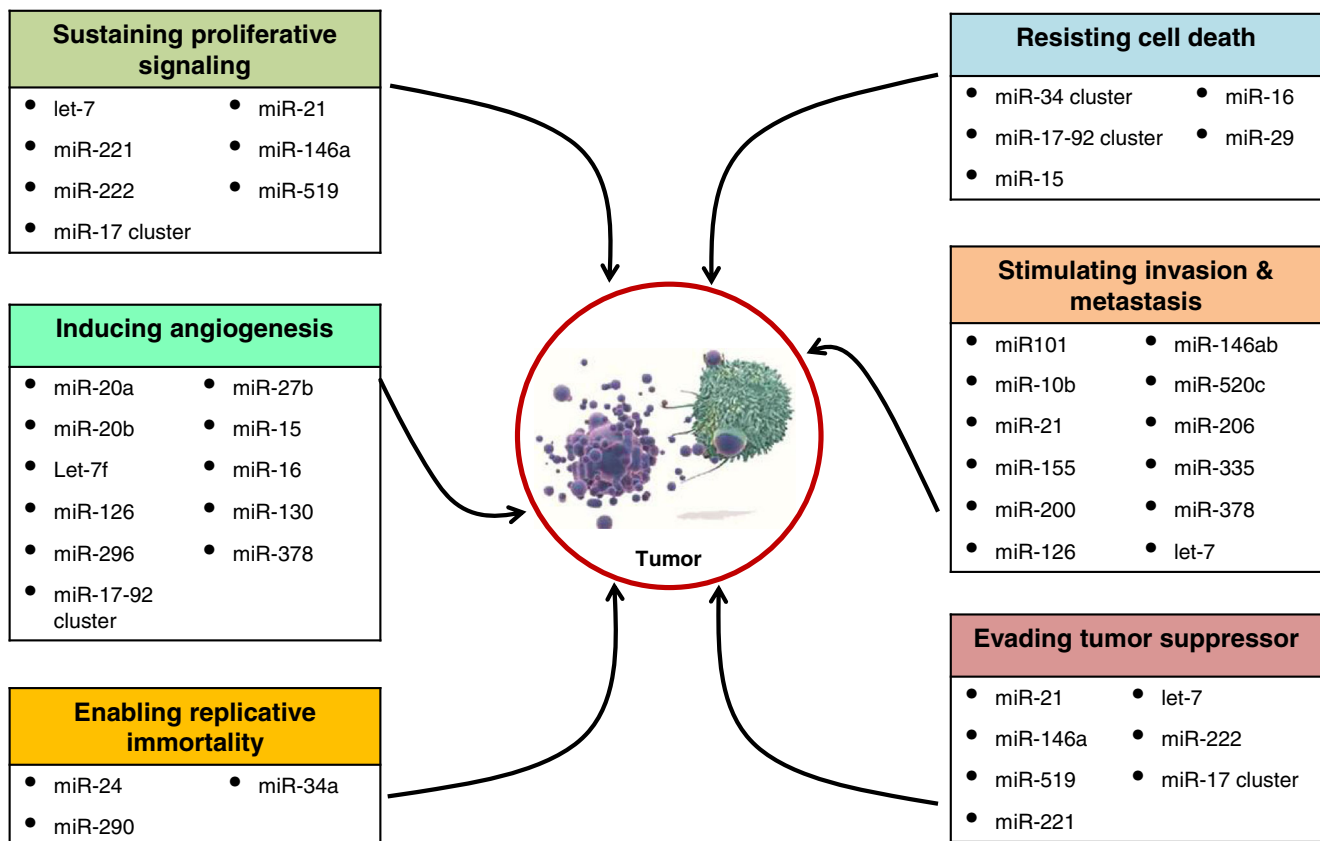 Sustaining proliferative
signaling
• let-7
• miR-221
• miR-222
• miR-17 cluster
• miR-21
• miR-146a
• miR-519
Inducing angiogenesis
• miR-20a
• miR-20b
• Let-7f
• miR-126
• miR-296
• miR-17-92
cluster
• miR-27b
• miR-15
• miR-16
• miR-130
• miR-378
Enabling replicative
immortality
• miR-24
• miR-290
• miR-34a
Tumor
Resisting cell death
• miR-34 cluster
• miR-17-92 cluster
• miR-15
• miR-16
• miR-29
Stimulating invasion &
metastasis
• miR101
• miR-10b
• miR-21
• miR-155
• miR-200
• miR-126
• miR-146ab
• miR-520c
• miR-206
• miR-335
• miR-378
• let-7
Evading tumor suppressor
• miR-21
• miR-146a
• miR-519
• miR-221
• let-7
• miR-222
• miR-17 cluster